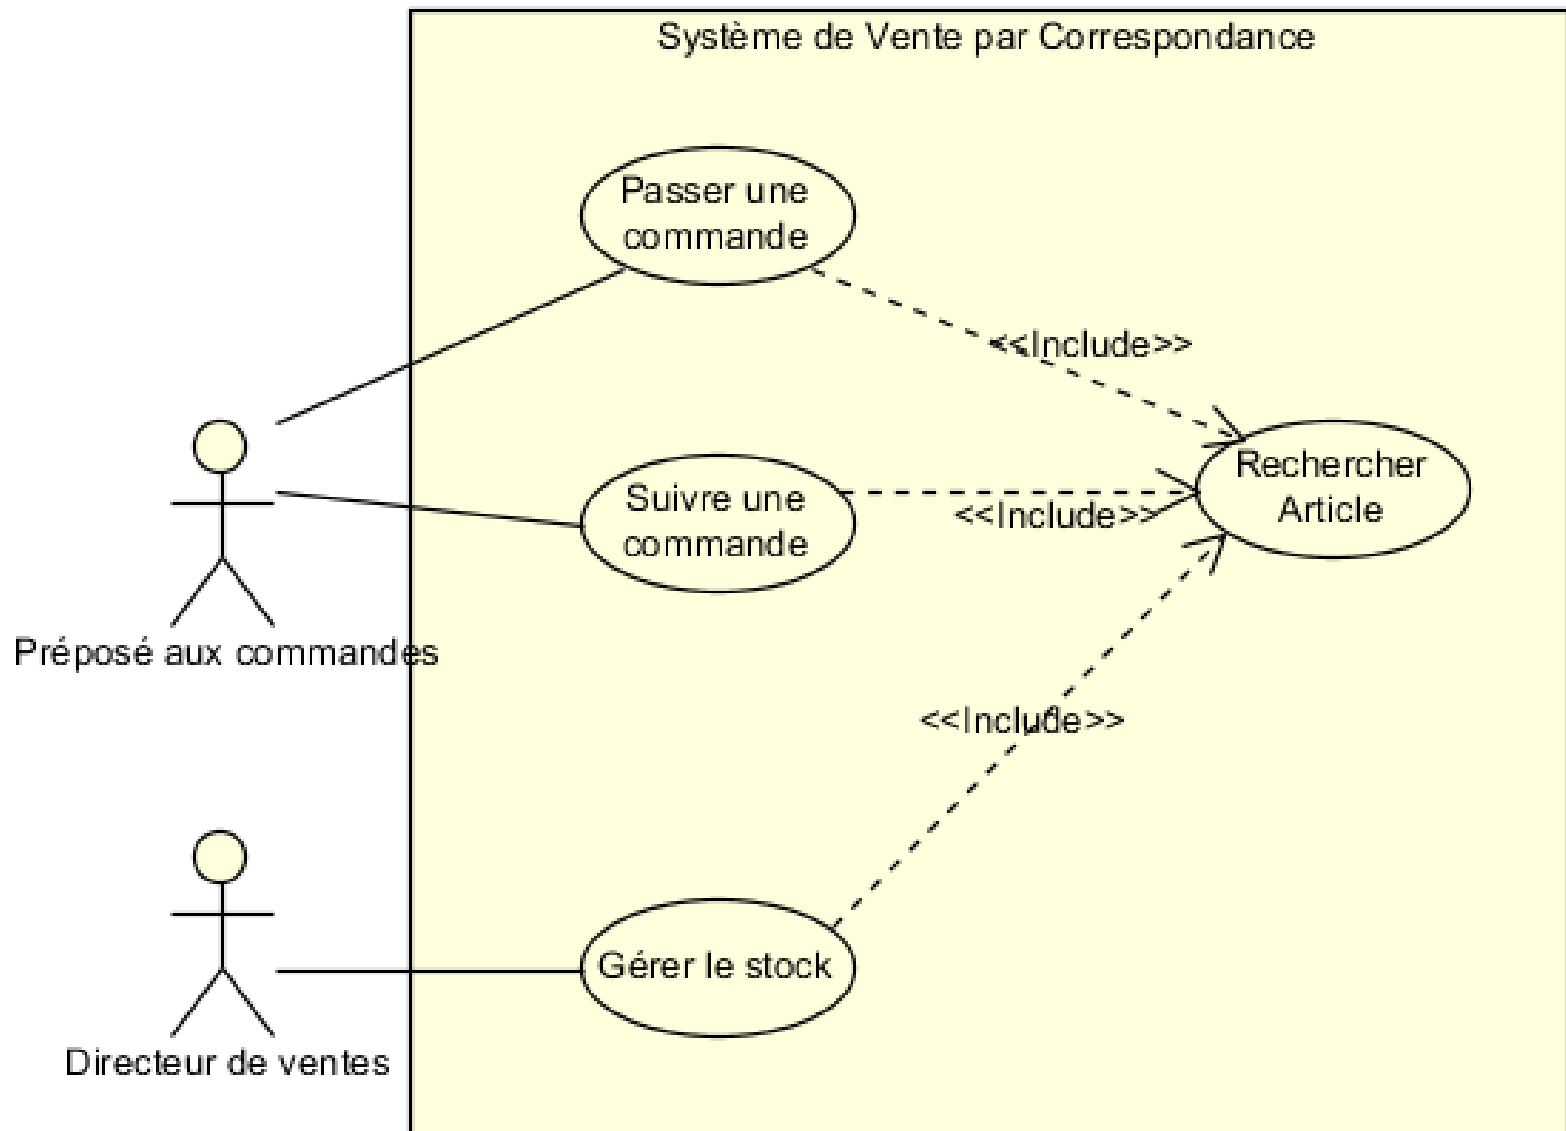 Système de Vente par Correspondance
Passer une
commande
<<Include>>
Rechercher
Article
Suivre une
commande
<<Include>>
Préposé aux commandes
<<Include>>
Gérer le stock
Directeur de ventes